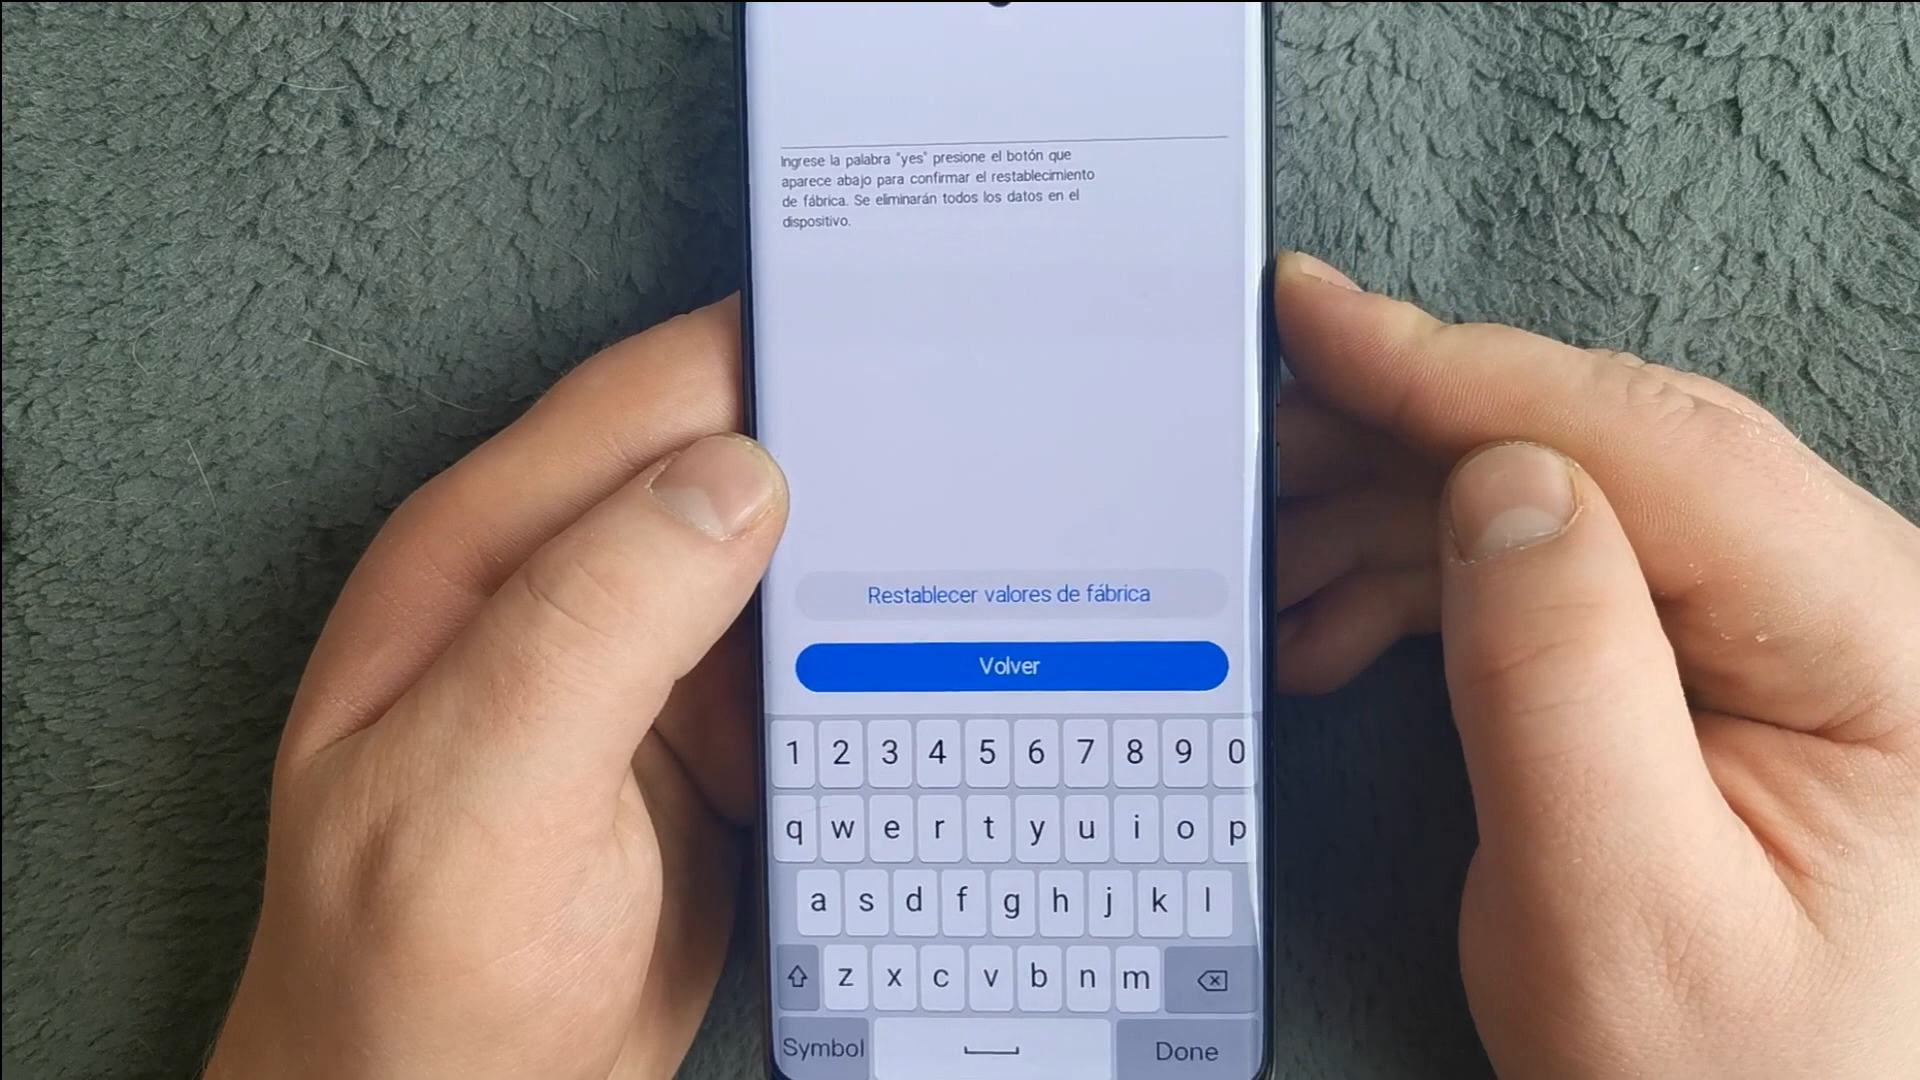 Ingrese la palabra "yes" presione el botón que
aparece abajo para confirmar el restablecimiento
de fábrica. Se eliminarán todos los datos en el
dispositivo.
Restablecer valores de fábrica
Volver
1 2 3 4 5 6 7 8 9 0
q w e r t y u i o p
a s d f g h j k l
z x c v b n m
Symbol Done